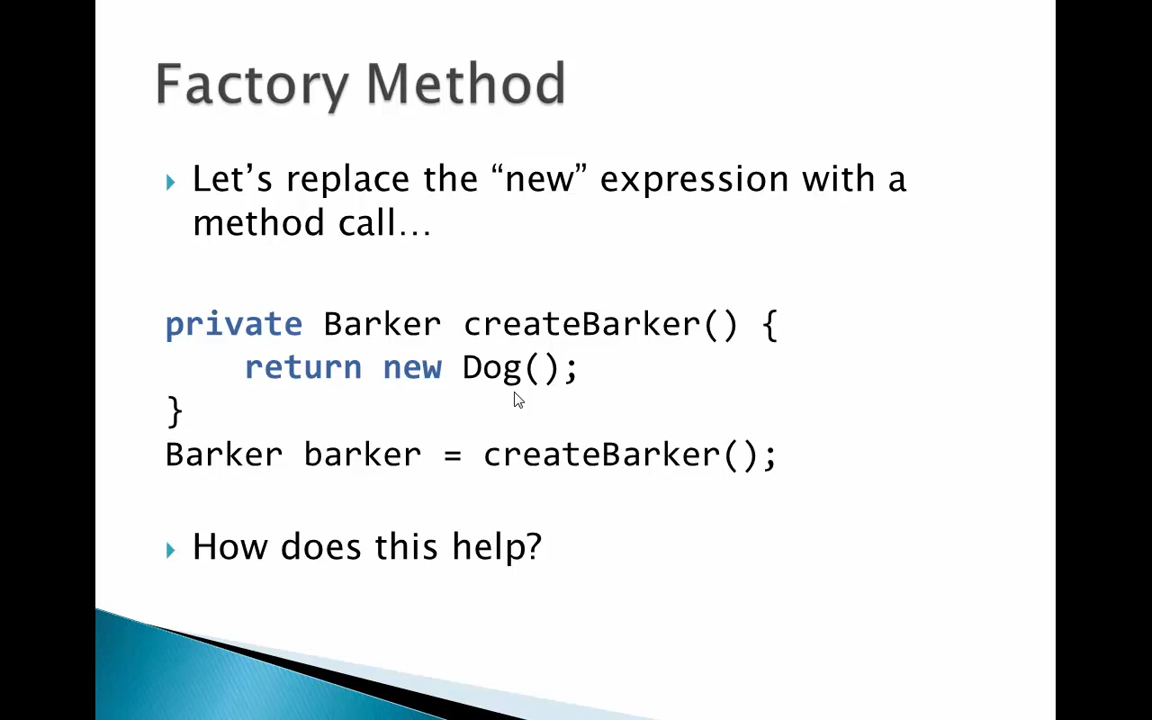 Factory Method
Let’s replace the “new” expression with a
method call…
private Barker createBarker() {
return new Dog();
}
Barker barker = createBarker();
How does this help?